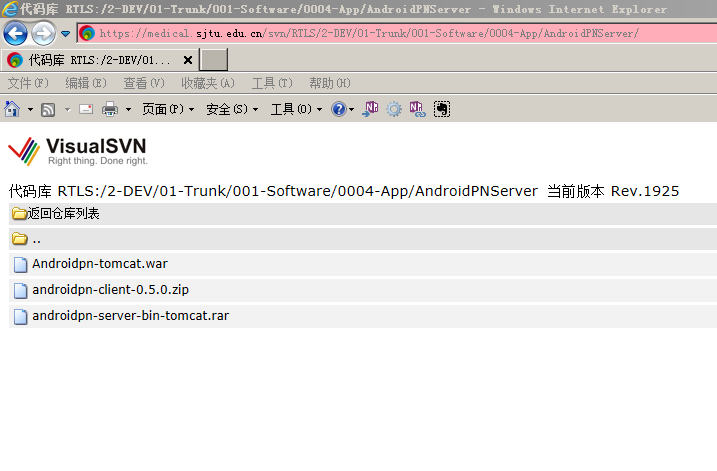 代码库 RTLS:/2-DEV/01-Trunk/001-Software/0004-App/AndroidPNServer - Windows Internet Explorer
https://medical.sjtu.edu.cn/svn/RTLS/2-DEV/01-Trunk/001-Software/0004-App/AndroidPNServer/
代码库 RTLS:/2-DEV/01... ×
文件(F) 编辑(E) 查看(V) 收藏夹(A) 工具(T) 帮助(H)
页面(P) 安全(S) 工具(O)
VisualSVN
Right thing. Done right.
代码库 RTLS:/2-DEV/01-Trunk/001-Software/0004-App/AndroidPNServer 当前版本 Rev.1925
返回仓库列表
..
Androidpn-tomcat.war
androidpn-client-0.5.0.zip
androidpn-server-bin-tomcat.rar